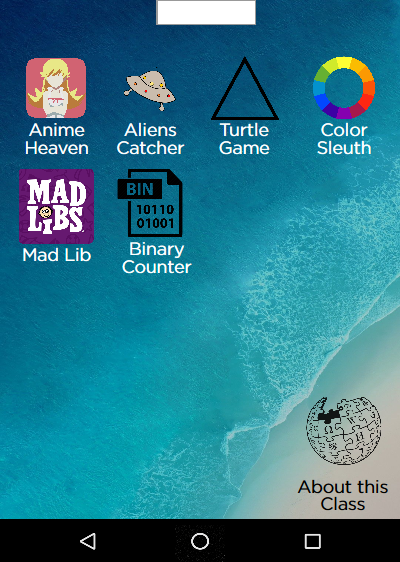 Anime
Heaven
Aliens
Catcher
Turtle
Game
Color
Sleuth
MAD
LIBS
Mad Lib
BIN
10110
01001
Binary
Counter
About this
Class